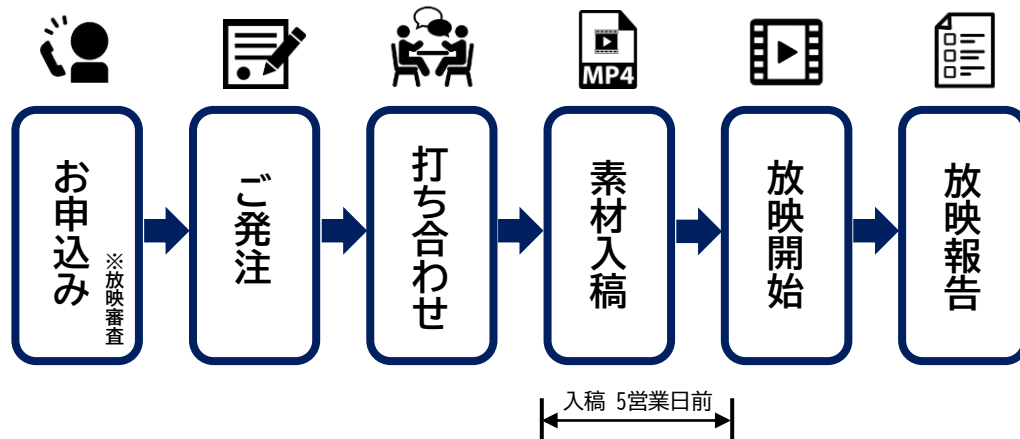 MP4
お申込み
※放映審査
ご発注
打ち合わせ
素材入稿
放映開始
放映報告
入稿 5営業日前